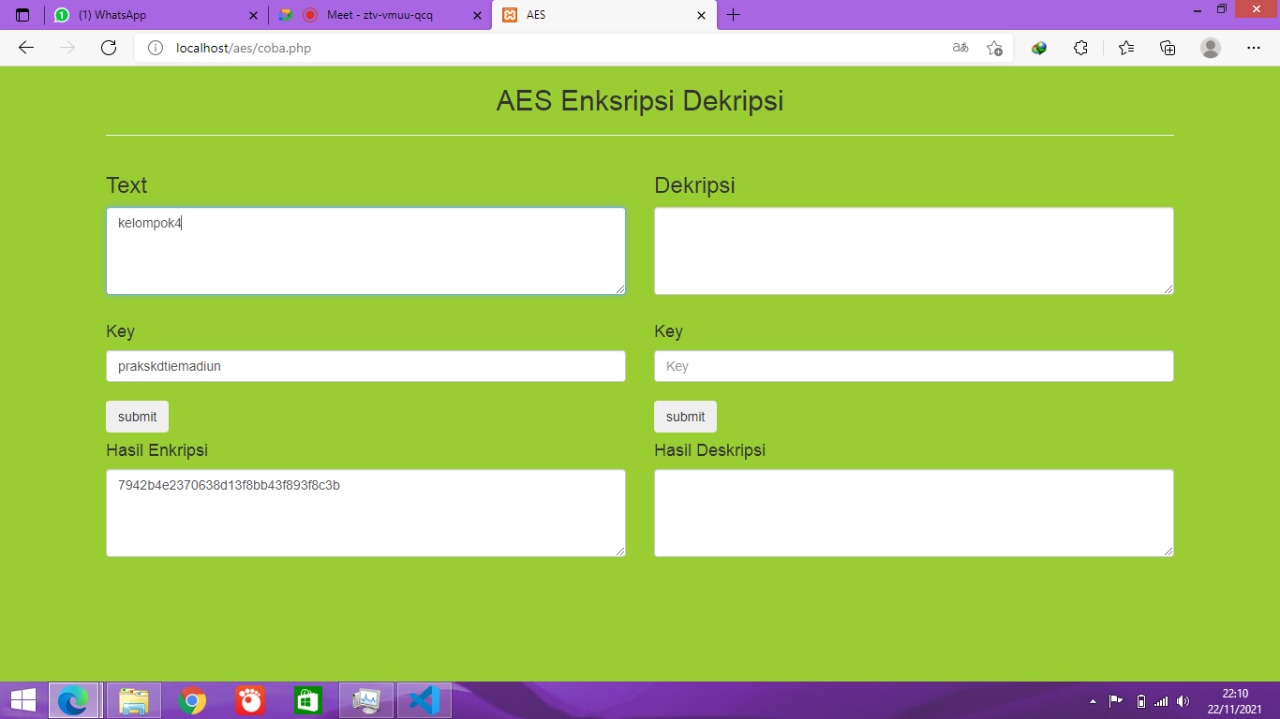 (1) WhatsApp
Meet - ztv-vmuu-qcq
AES
localhost/aes/coba.php
AES Enksripsi Dekripsi
Text
kelompok4
Key
prakskdtiemadiun
submit
Hasil Enkripsi
7942b4e2370638d13f8bb43f893f8c3b
Dekripsi
Key
Key
submit
Hasil Deskripsi
22:10
22/11/2021